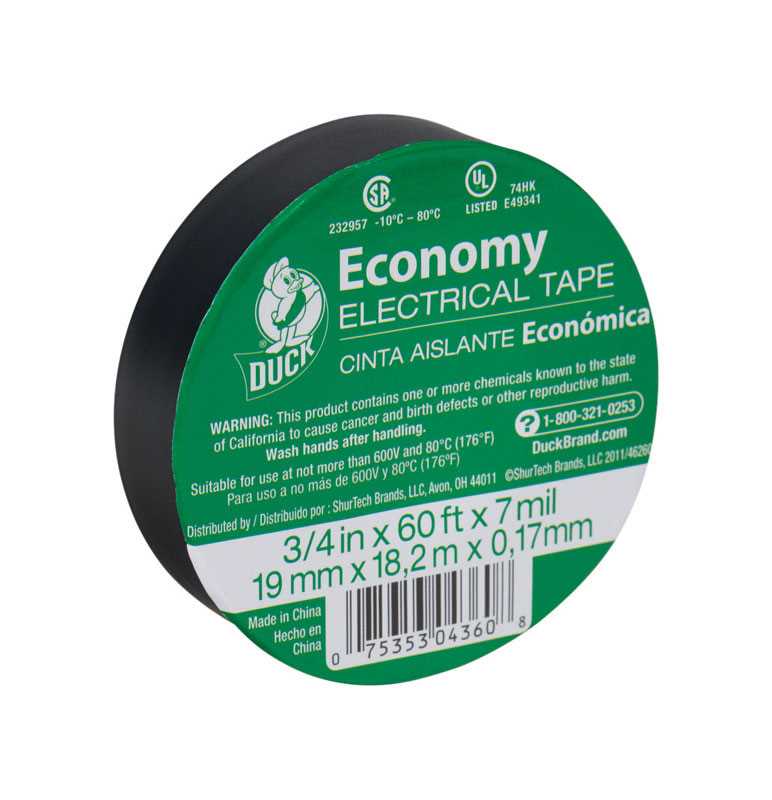 SA
232957 -10°C – 80°C
UL
LISTED
74HK
E49341
DUCK
®
Economy
ELECTRICAL TAPE
CINTA AISLANTE Económica
WARNING: This product contains one or more chemicals known to the state
of California to cause cancer and birth defects or other reproductive harm.
Wash hands after handling.
? 1-800-321-0253
DuckBrand.com
Suitable for use at not more than 600V and 80°C (176°F)
Para uso a no más de 600V y 80°C (176°F)
Distributed by / Distribuido por : ShurTech Brands, LLC, Avon, OH 44011 ©ShurTech Brands, LLC 2011/46260
3/4 in x 60 ft x 7 mil
19 mm x 18,2 m x 0,17mm
Made in China
Hecho en
China
0 75353 04360 8